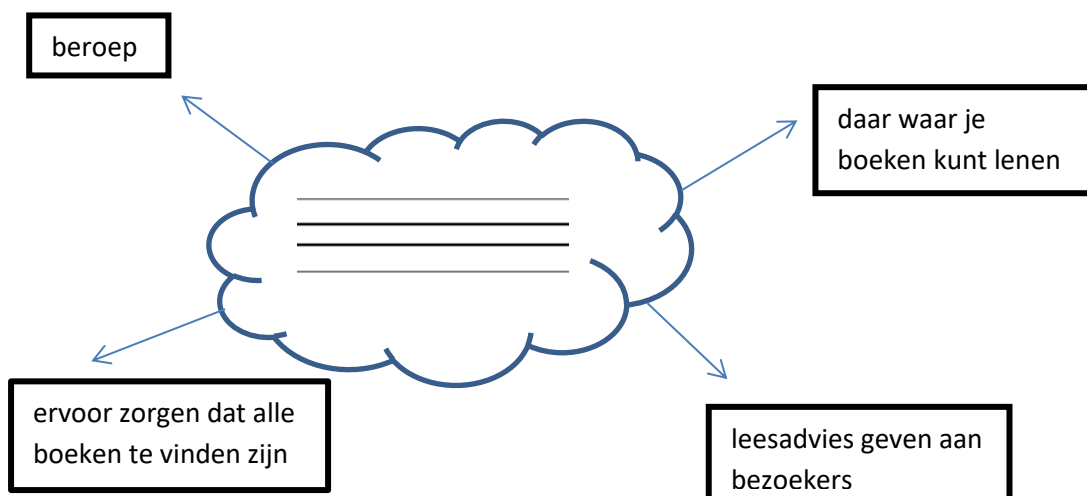 beroep
daar waar je
boeken kunt lenen
ervoor zorgen dat alle
boeken te vinden zijn
leesadvies geven aan
bezoekers